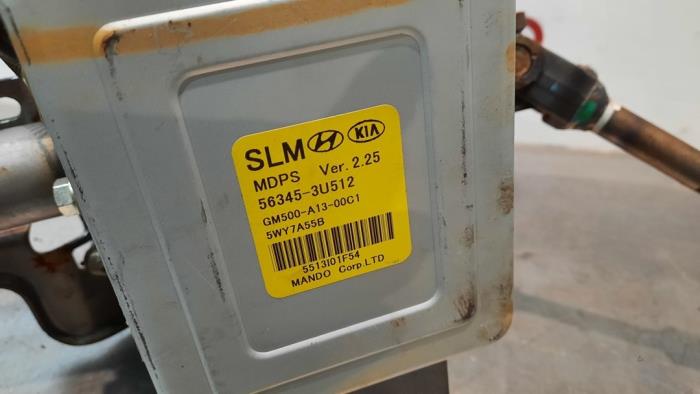 SLM KIA
MDPS Ver. 2.25
56345-3U512
GM500-A13-00C1
5WY7A55B
5513I01F54
MANDO Corp.LTD